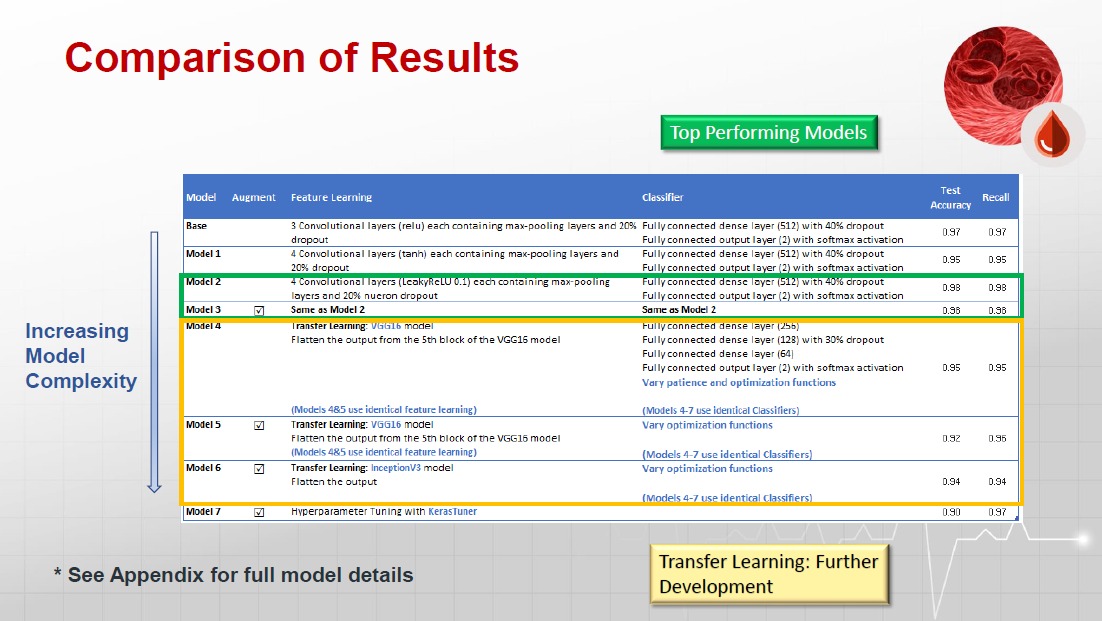 Comparison of Results
Top Performing Models
Model Augment Feature Learning Classifier Test Accuracy Recall
Base 3 Convolutional layers (relu) each containing max-pooling layers and 20% Fully connected dense layer (512) with 40% dropout
dropout Fully connected output layer (2) with softmax activation 0.97 0.97
Model 1 4 Convolutional layers (tanh) each containing max-pooling layers and Fully connected dense layer (512) with 40% dropout
20% dropout Fully connected output layer (2) with softmax activation 0.95 0.95
Model 2 4 Convolutional layers (LeakyReLU 0.1) each containing max-pooling Fully connected dense layer (512) with 40% dropout
layers and 20% nueron dropout Fully connected output layer (2) with softmax activation 0.98 0.98
Model 3 ☑ Same as Model 2 Same as Model 2 0.98 0.98
Model 4 Transfer Learning: VGG16 model Fully connected dense layer (256)
Flatten the output from the 5th block of the VGG16 model Fully connected dense layer (128) with 30% dropout
Fully connected dense layer (64)
Fully connected output layer (2) with softmax activation 0.95 0.95
Vary patience and optimization functions
(Models 4&5 use identical feature learning) (Models 4-7 use identical Classifiers)
Model 5 ☑ Transfer Learning: VGG16 model Vary optimization functions
Flatten the output from the 5th block of the VGG16 model 0.92 0.96
(Models 4&5 use identical feature learning) (Models 4-7 use identical Classifiers)
Model 6 ☑ Transfer Learning: InceptionV3 model Vary optimization functions
Flatten the output 0.94 0.94
(Models 4-7 use identical Classifiers)
Model 7 ☑ Hyperparameter Tuning with KerasTuner 0.90 0.97
Increasing
Model
Complexity
Transfer Learning: Further
Development
* See Appendix for full model details